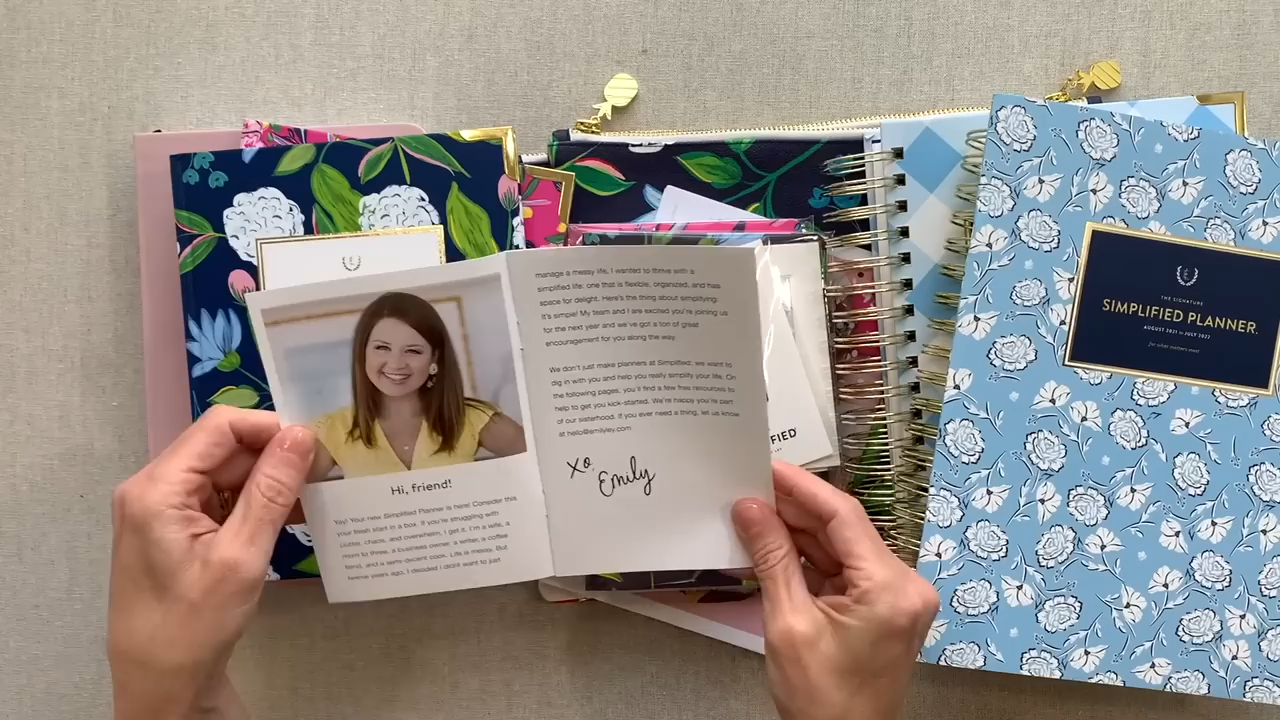 Hi, friend!
Yay! Your new Simplified Planner is here! Consider this
your fresh start in a box. If you're struggling with
clutter, chaos, and overwhelm, I get it. I'm a wife, a
mom to three, a business owner, a writer, a coffee
fiend, and a semi-decent cook. Life is messy. But
twelve years ago, I decided I didn't want to just
manage a messy life, I wanted to thrive with a
simplified life: one that is flexible, organized, and has
space for delight. Here's the thing about simplifying:
it's simple! My team and I are excited you're joining us
for the next year and we've got a ton of great
encouragement for you along the way.
We don't just make planners at Simplified; we want to
dig in with you and help you really simplify your life. On
the following pages, you'll find a few free resources to
help to get you kick-started. We're happy you're part
of our sisterhood. If you ever need a thing, let us know
at hello@emilyley.com
xo,
Emily
FIED
THE SIGNATURE
SIMPLIFIED PLANNER.
AUGUST 2021 to JULY 2022
for what matters most